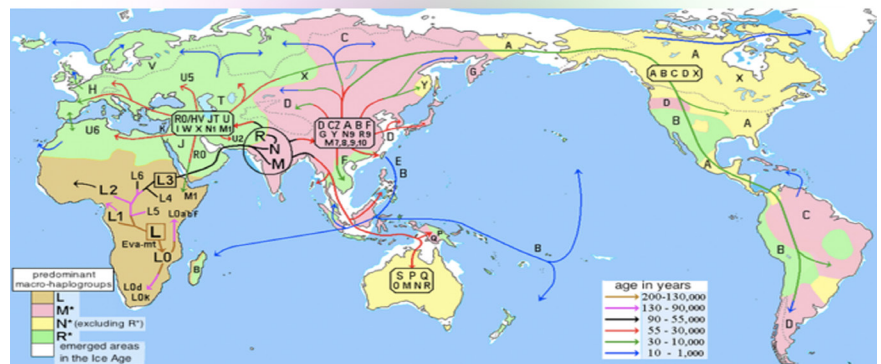 C
V
A
A
G
A B C D X
X
H
U5
X
Y
T
D
D
B
A
R0/HV JT U
I W X N1 M1
D CZ A B F
G Y N9 R9
M7,8,9,10
D
K
U2
R
N
M
U6
J
R0
F
E
B
A
L6
L3
L2
L4
M1
L5
L0abf
L1
L
Eva-mt
L0
B
L0d
L0k
P
Q
B
S P Q
O M N R
C
B
D
predominant
macro-haplogroups
L
M*
N* (excluding R*)
R*
emerged areas
in the Ice Age
age in years
200-130,000
130 - 90,000
90 - 55,000
55 - 30,000
30 - 10,000
10 - 1,000